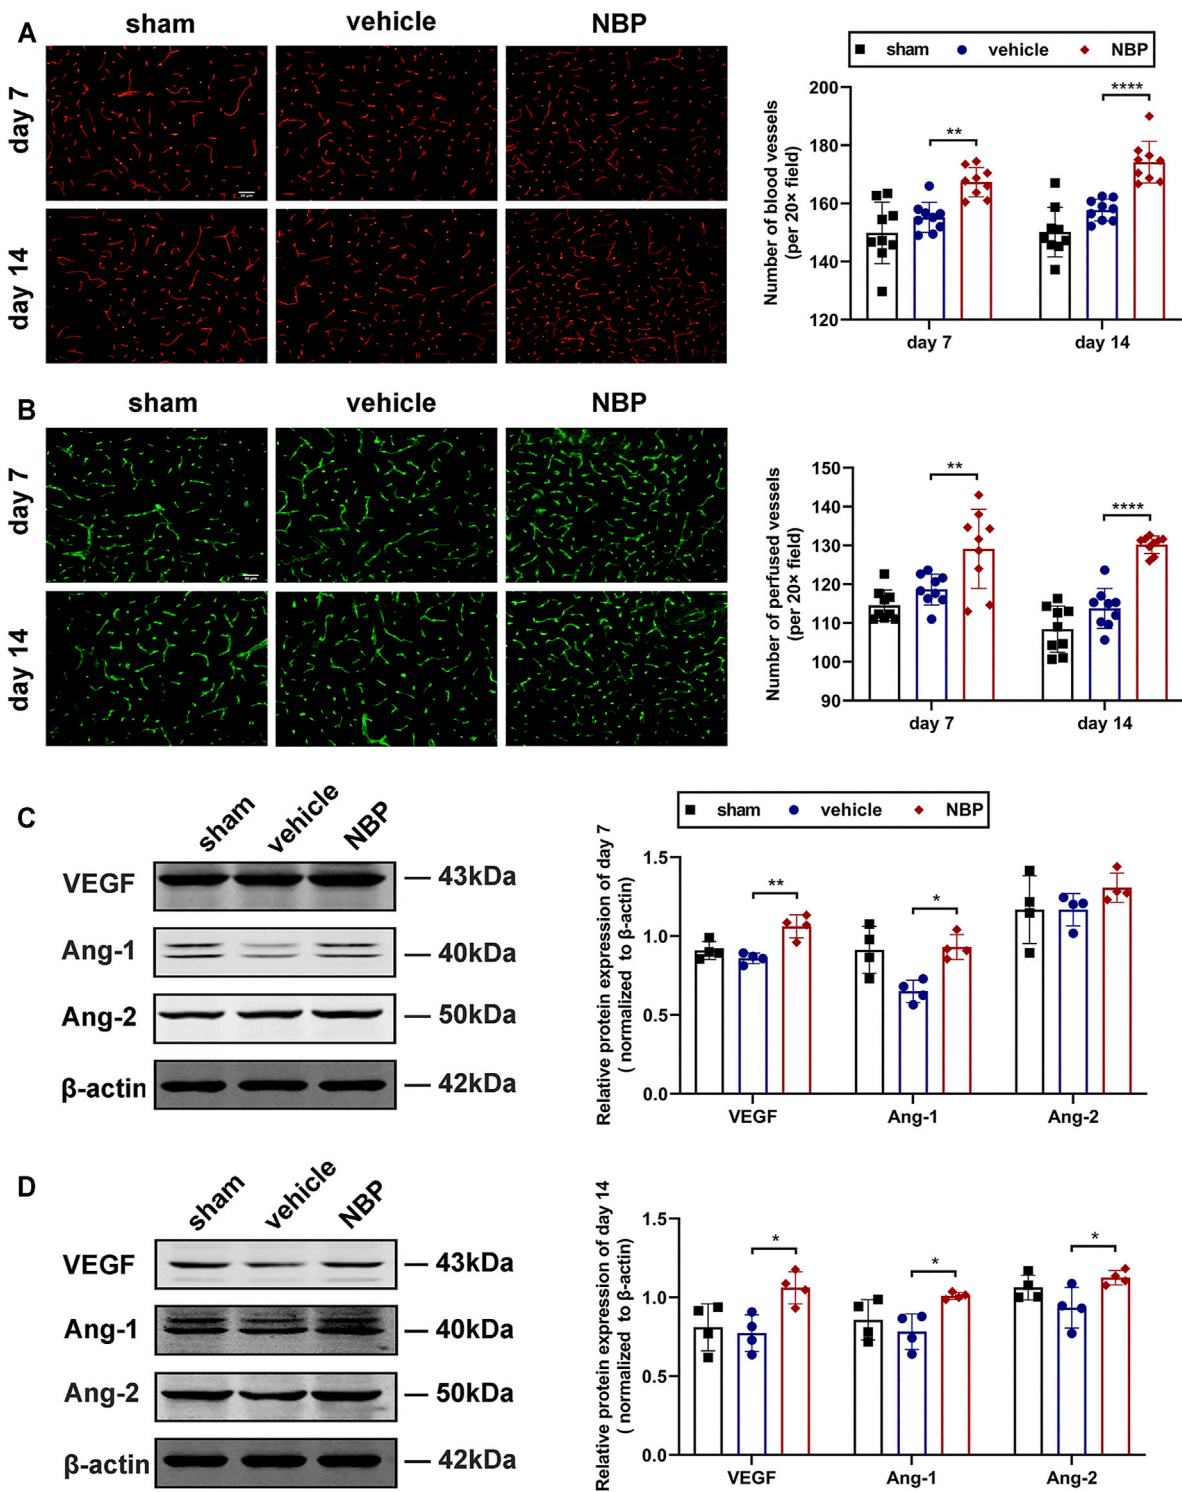 A
sham
vehicle
NBP
day 7
day 14
50 μm
sham vehicle NBP
Number of blood vessels
(per 20× field)
200
180
160
140
120
**
****
day 7
day 14
B
sham
vehicle
NBP
day 7
day 14
50 μm
Number of perfused vessels
(per 20× field)
150
140
130
120
110
100
90
**
****
day 7
day 14
C
sham
vehicle
NBP
VEGF
43kDa
Ang-1
40kDa
Ang-2
50kDa
β-actin
42kDa
sham vehicle NBP
Relative protein expression of day 7
( normalized to β-actin)
1.5
1.0
0.5
0.0
**
*
VEGF
Ang-1
Ang-2
D
sham
vehicle
NBP
VEGF
43kDa
Ang-1
40kDa
Ang-2
50kDa
β-actin
42kDa
Relative protein expression of day 14
( normalized to β-actin)
1.5
1.0
0.5
0.0
*
*
*
VEGF
Ang-1
Ang-2